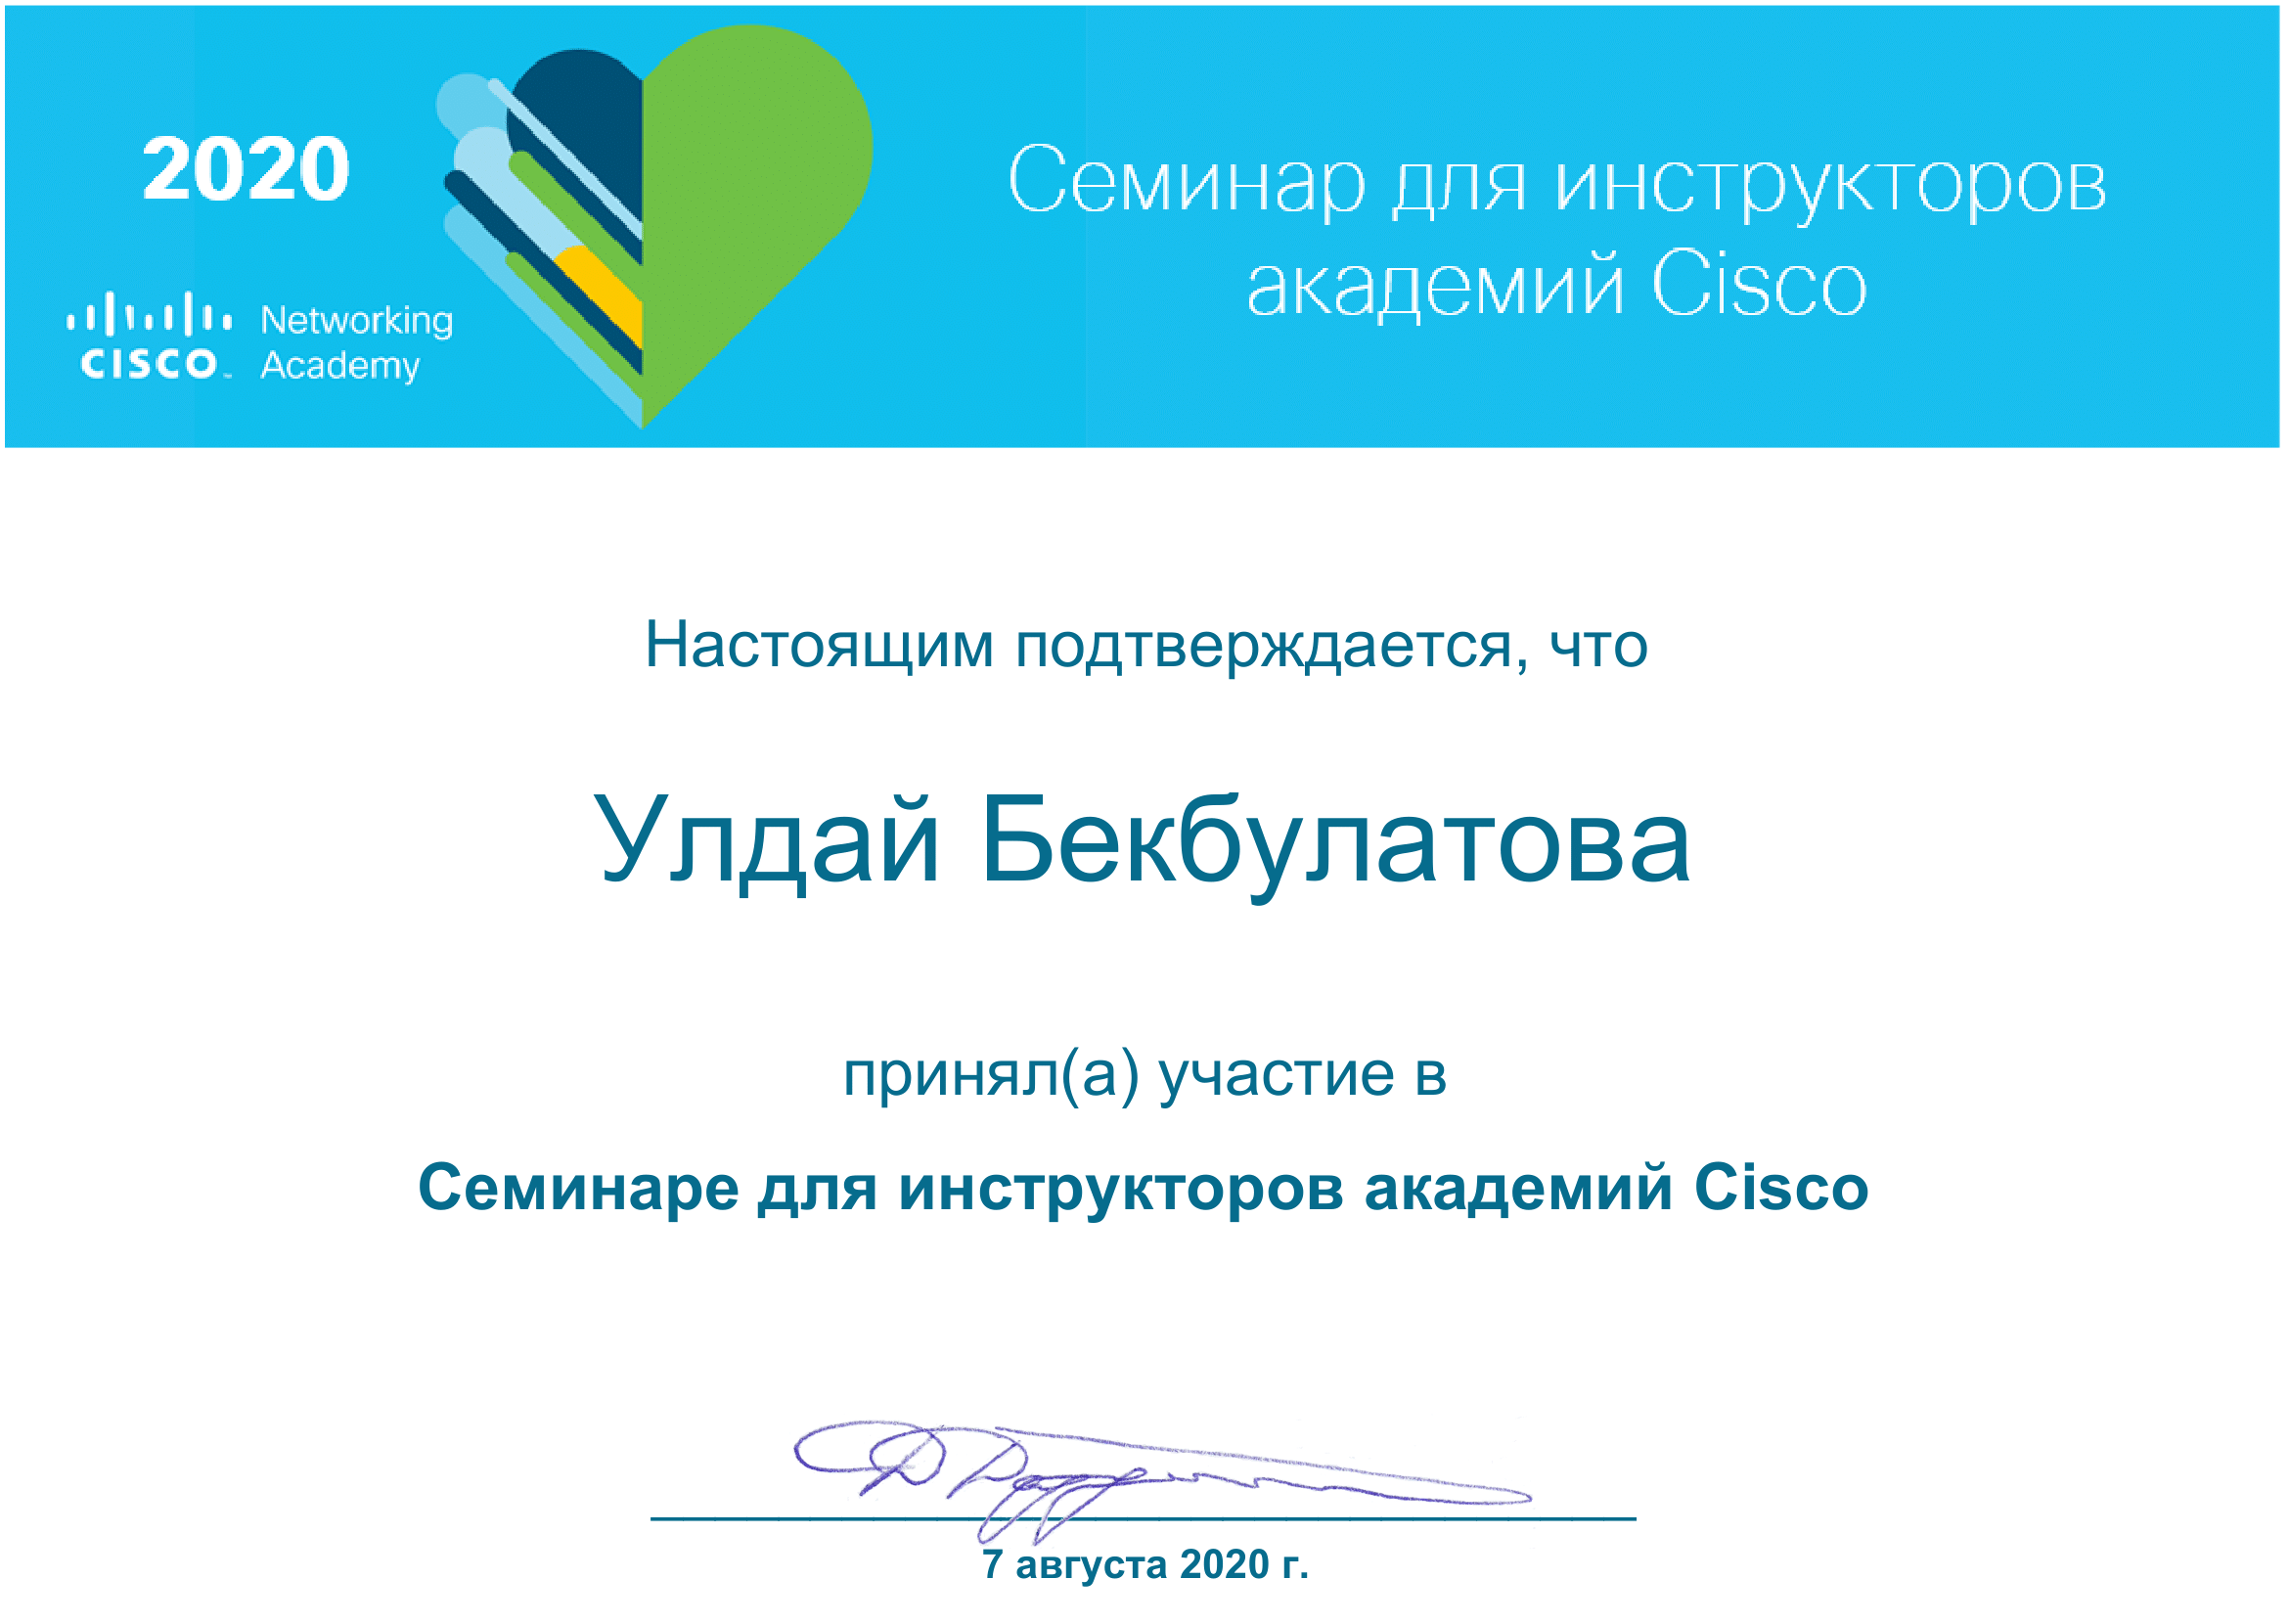 2020
Семинар для инструкторов
академий Cisco
CISCO Networking
Academy
Настоящим подтверждается, что
Улдай Бекбулатова
принял(а) участие в
Семинаре для инструкторов академий Cisco
7 августа 2020 г.